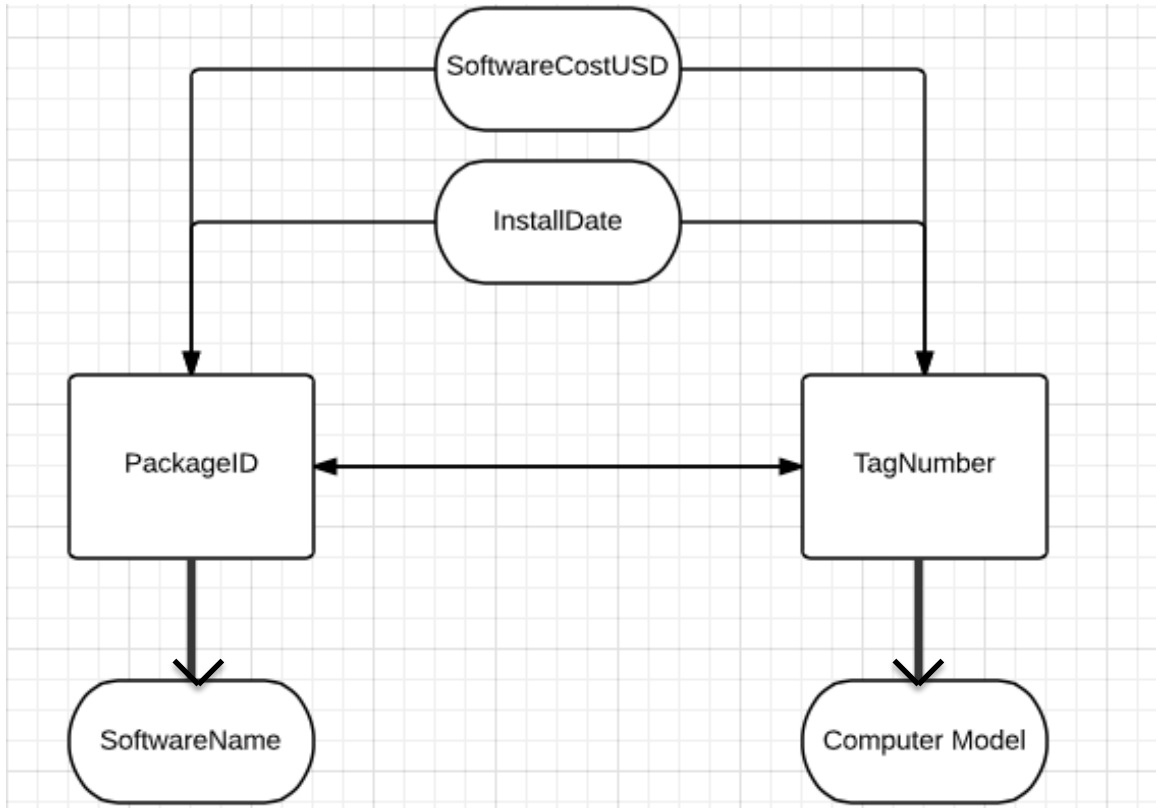 SoftwareCostUSD
InstallDate
PackageID
TagNumber
SoftwareName
Computer Model